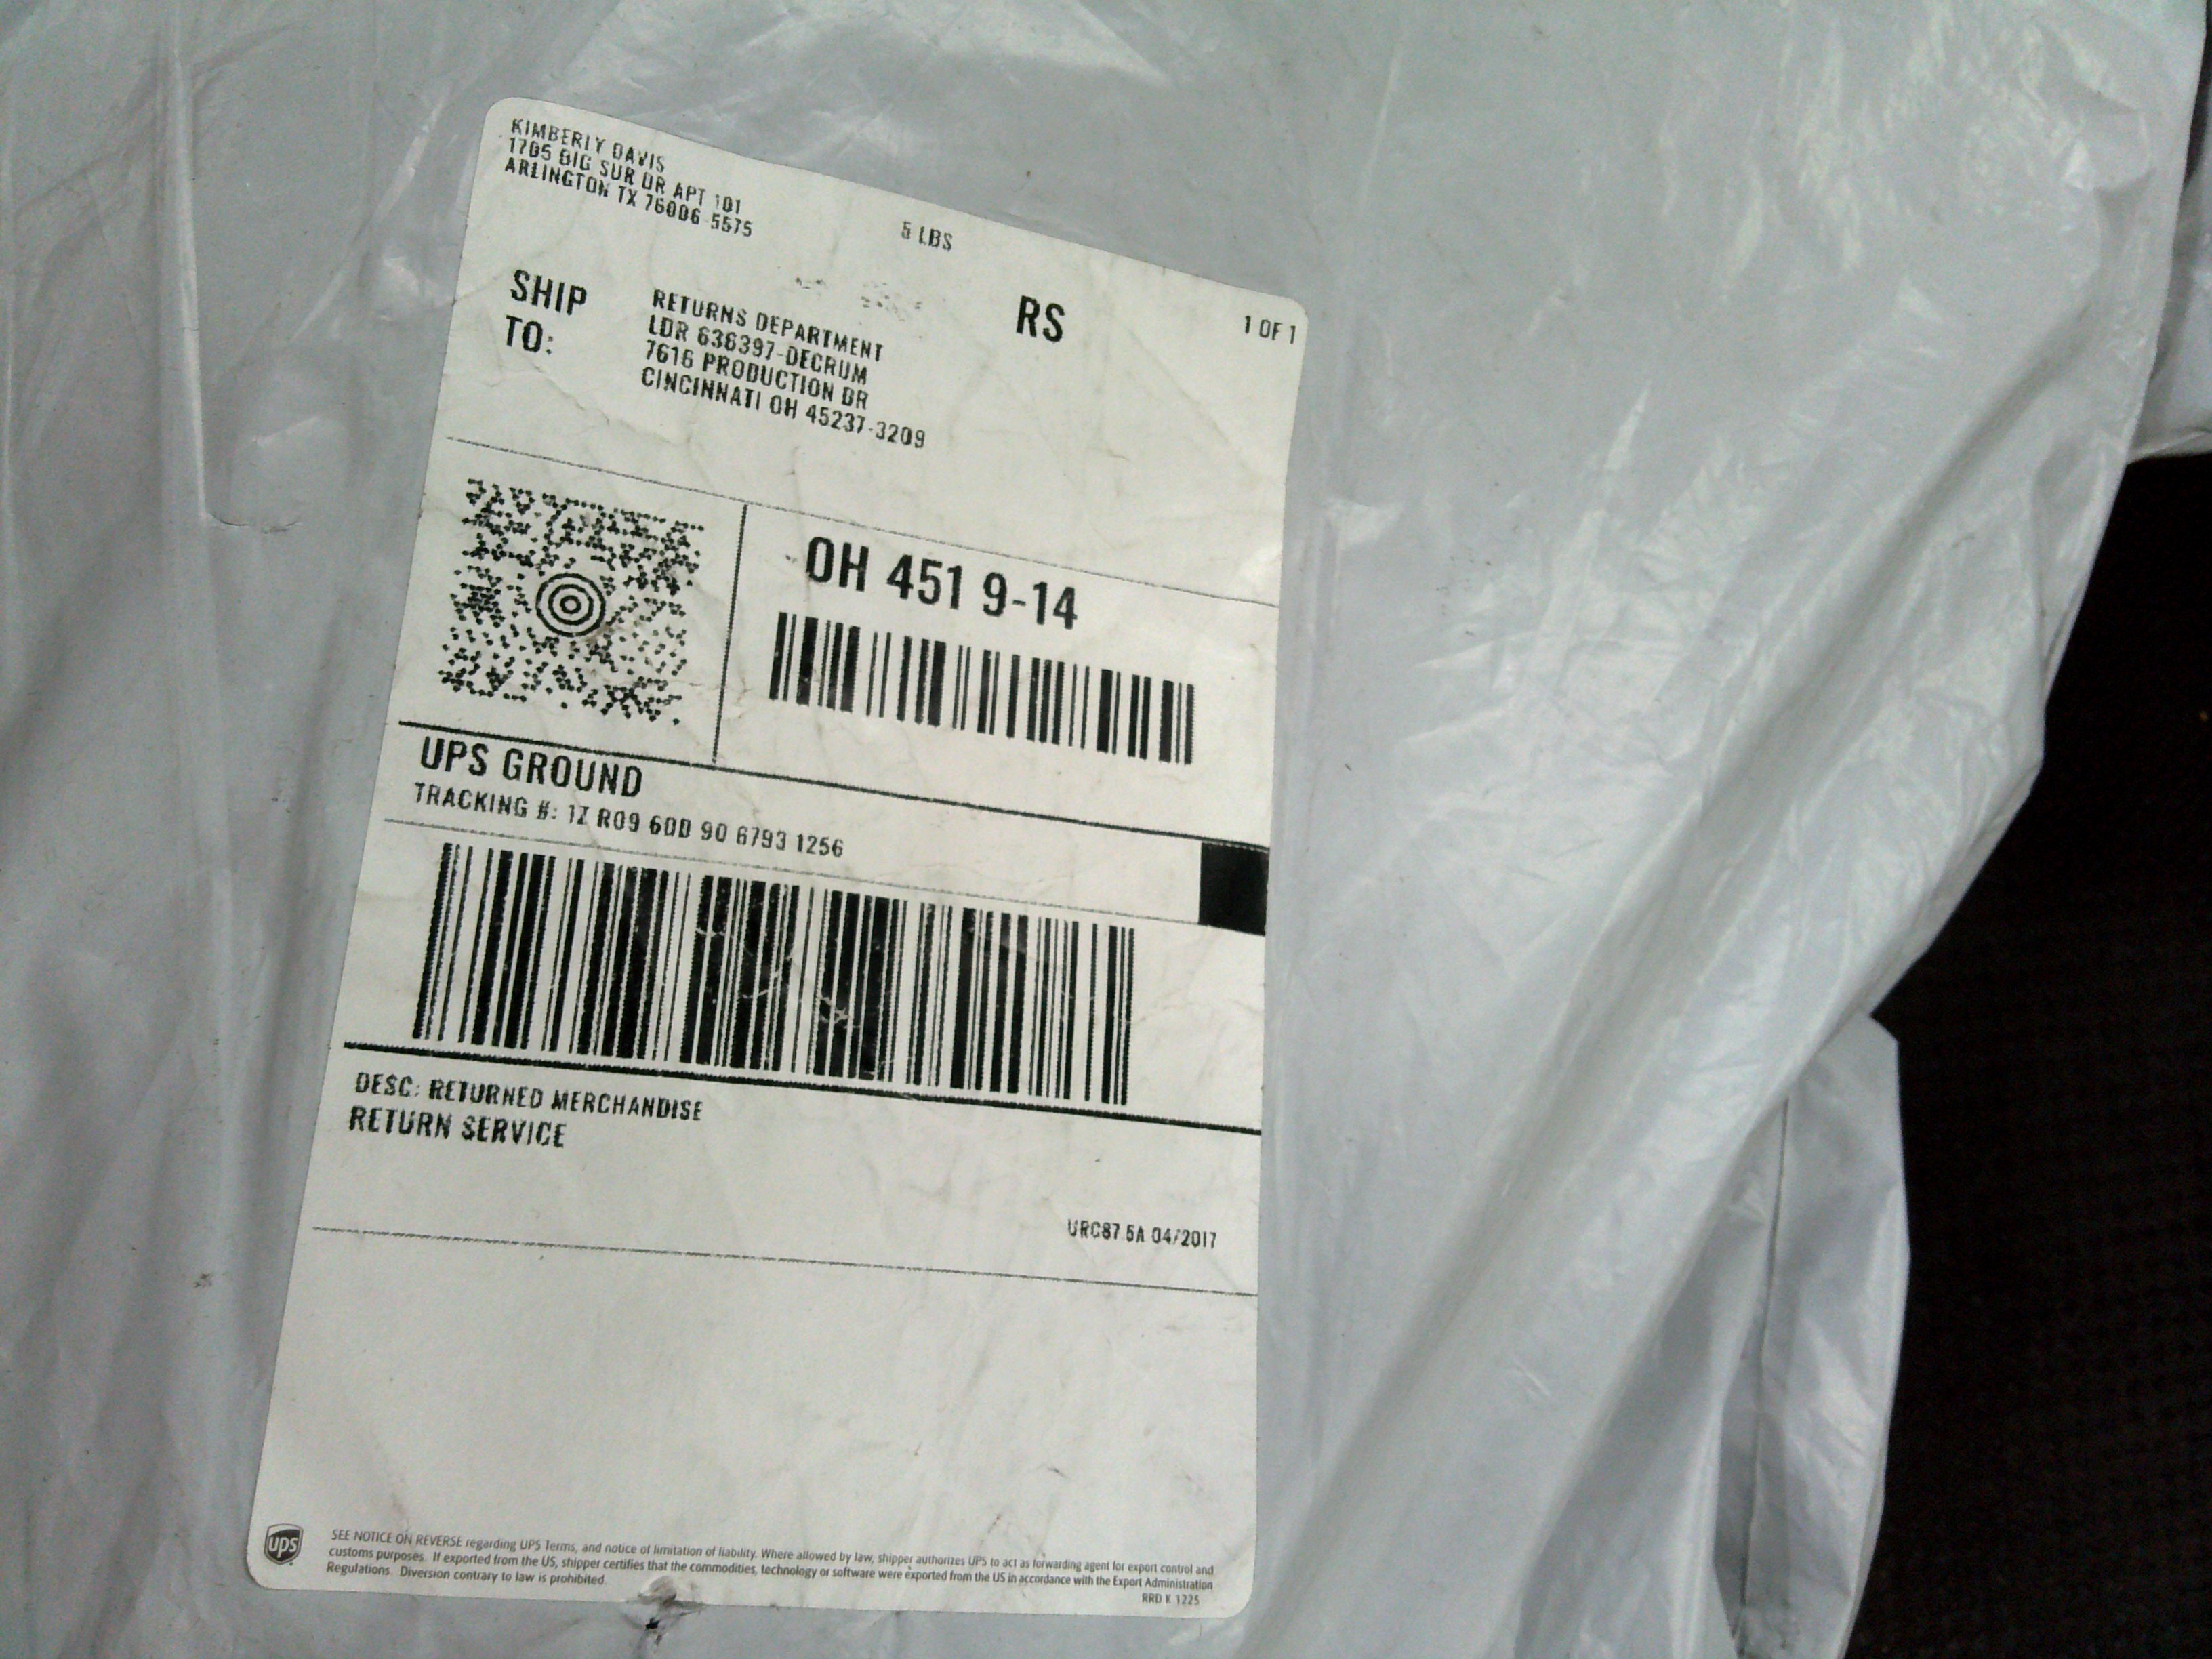 KIMBERLY DAVIS
1705 BIG SUR DR APT 101
ARLINGTON TX 76006-5575
5 LBS
RS
1 OF 1
SHIP
TO:
RETURNS DEPARTMENT
LDR 636397-DECRUM
7616 PRODUCTION DR
CINCINNATI OH 45237-3209
OH 451 9-14
UPS GROUND
TRACKING #: 1Z R09 60D 90 6793 1256
DESC: RETURNED MERCHANDISE
RETURN SERVICE
URC87.5A 04/2017
ups
SEE NOTICE ON REVERSE regarding UPS Terms, and notice of limitation of liability. Where allowed by law, shipper authorizes UPS to act as forwarding agent for export control and
customs purposes. If exported from the US, shipper certifies that the commodities, technology or software were exported from the US in accordance with the Export Administration
Regulations. Diversion contrary to law is prohibited.
RRD K 1225